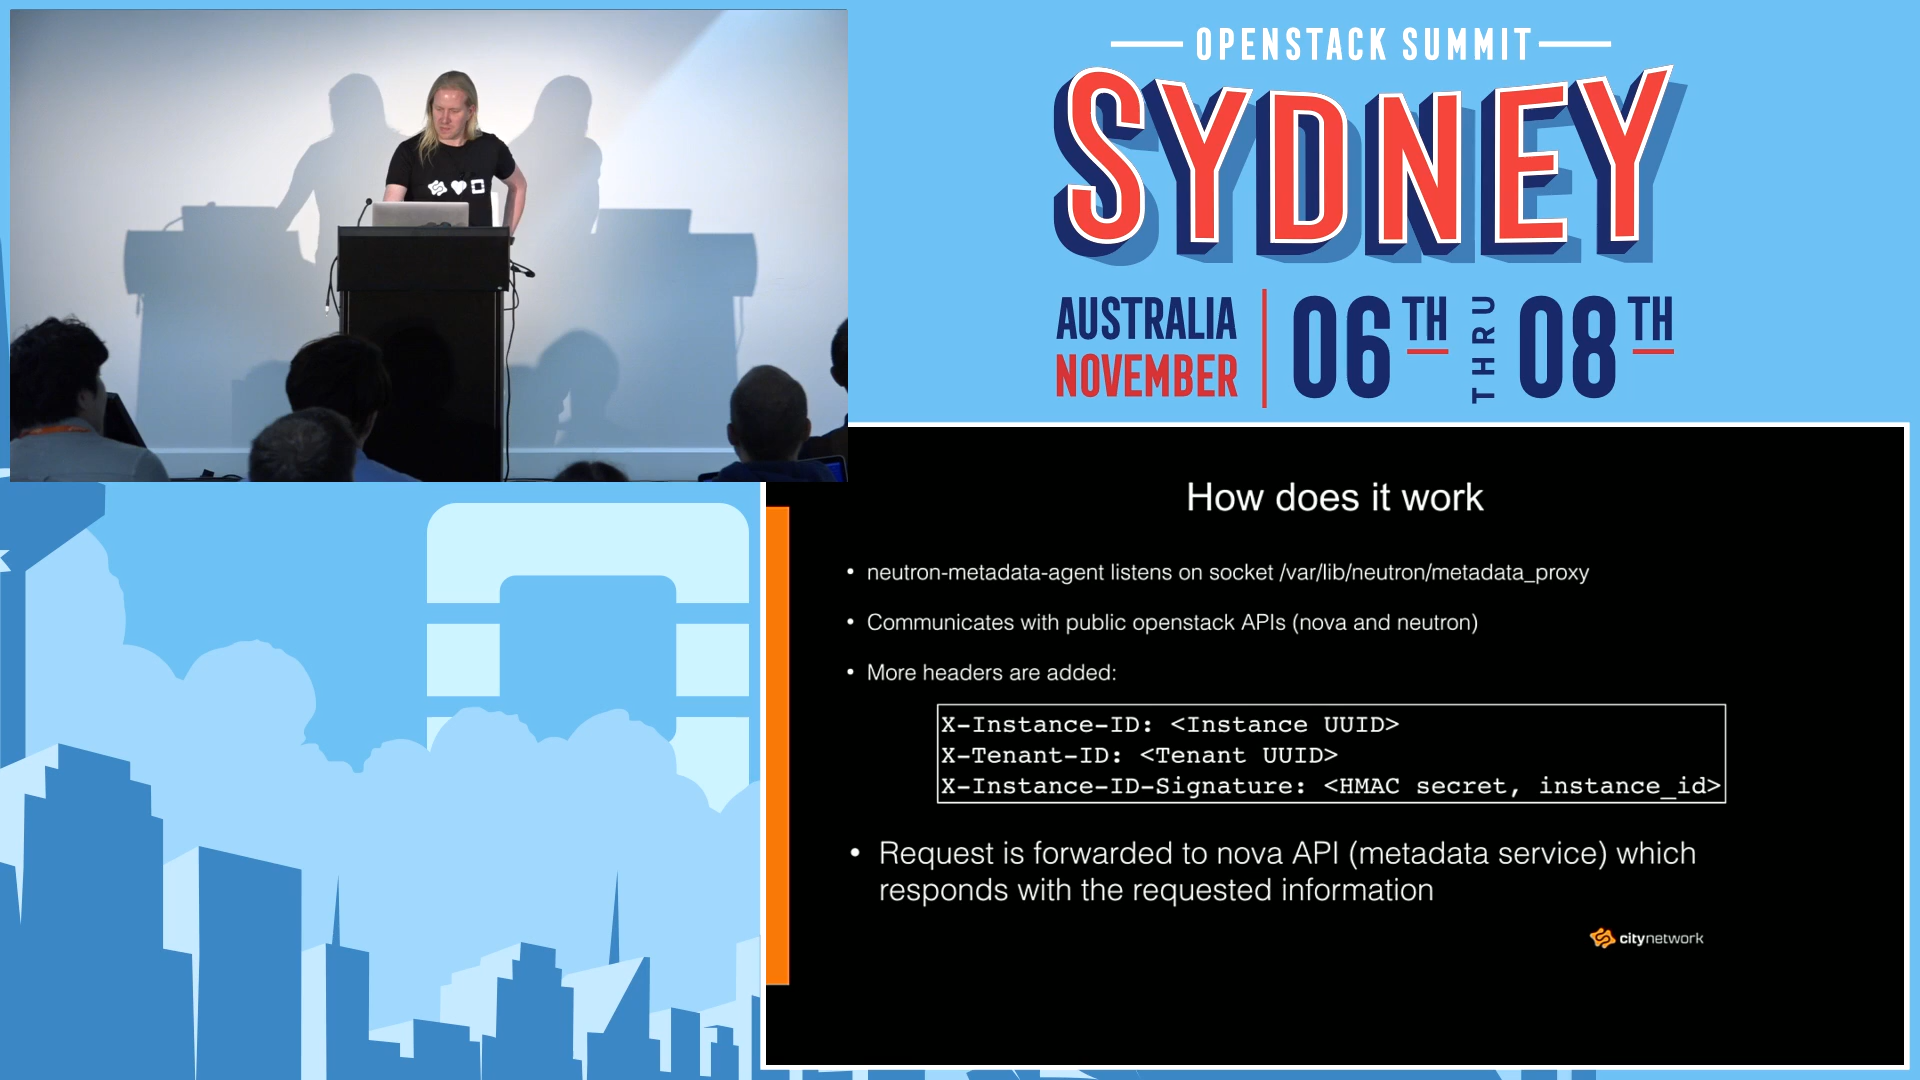 OPENSTACK SUMMIT
SYDNEY
AUSTRALIA
NOVEMBER
06TH THRU 08TH
How does it work
• neutron-metadata-agent listens on socket /var/lib/neutron/metadata_proxy
• Communicates with public openstack APIs (nova and neutron)
• More headers are added:
X-Instance-ID: <Instance UUID>
X-Tenant-ID: <Tenant UUID>
X-Instance-ID-Signature: <HMAC secret, instance_id>
• Request is forwarded to nova API (metadata service) which
responds with the requested information
citynetwork